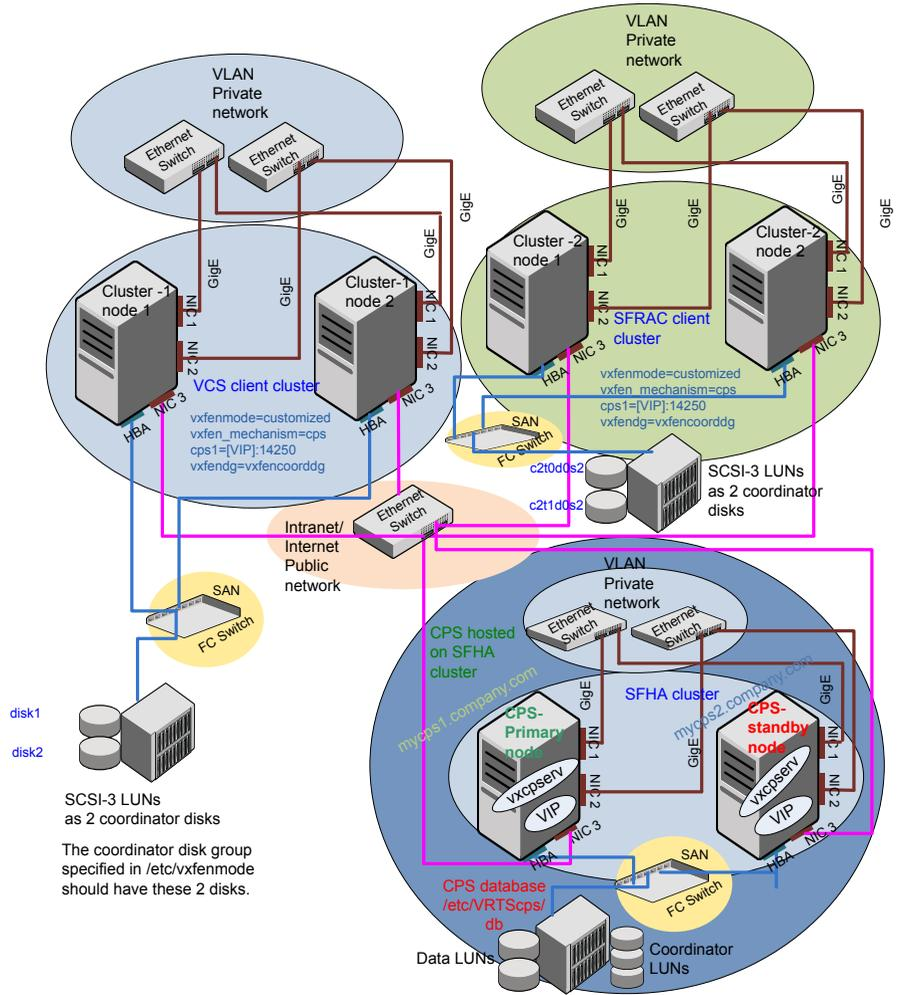 VLAN
Private
network
Ethernet
Switch
Ethernet
Switch
GigE
GigE
GigE
GigE
Cluster -1
node 1
NIC 1
NIC 2
NIC 3
HBA
Cluster-1
node 2
NIC 1
NIC 2
NIC 3
HBA
VCS client cluster
vxfenmode=customized
vxfen_mechanism=cps
cps1=[VIP]:14250
vxfendg=vxfencoorddg
VLAN
Private
network
Ethernet
Switch
Ethernet
Switch
GigE
GigE
GigE
GigE
Cluster -2
node 1
NIC 1
NIC 2
NIC 3
HBA
Cluster-2
node 2
NIC 1
NIC 2
NIC 3
HBA
SFRAC client
cluster
vxfenmode=customized
vxfen_mechanism=cps
cps1=[VIP]:14250
vxfendg=vxfencoorddg
SAN
FC Switch
c2t0d0s2
c2t1d0s2
SCSI-3 LUNs
as 2 coordinator
disks
Ethernet
Switch
Intranet/
Internet
Public
network
SAN
FC Switch
disk1
disk2
SCSI-3 LUNs
as 2 coordinator disks
The coordinator disk group
specified in /etc/vxfenmode
should have these 2 disks.
VLAN
Private
network
Ethernet
Switch
Ethernet
Switch
CPS hosted
on SFHA
cluster
GigE
GigE
GigE
SFHA cluster
mycps1.company.com
mycps2.company.com
CPS-
Primary
node
NIC 1
NIC 2
NIC 3
HBA
vxcpserv
VIP
CPS-
standby
node
NIC 1
NIC 2
NIC 3
HBA
vxcpserv
VIP
SAN
FC Switch
CPS database
/etc/VRTScps/
db
Data LUNs
Coordinator
LUNs